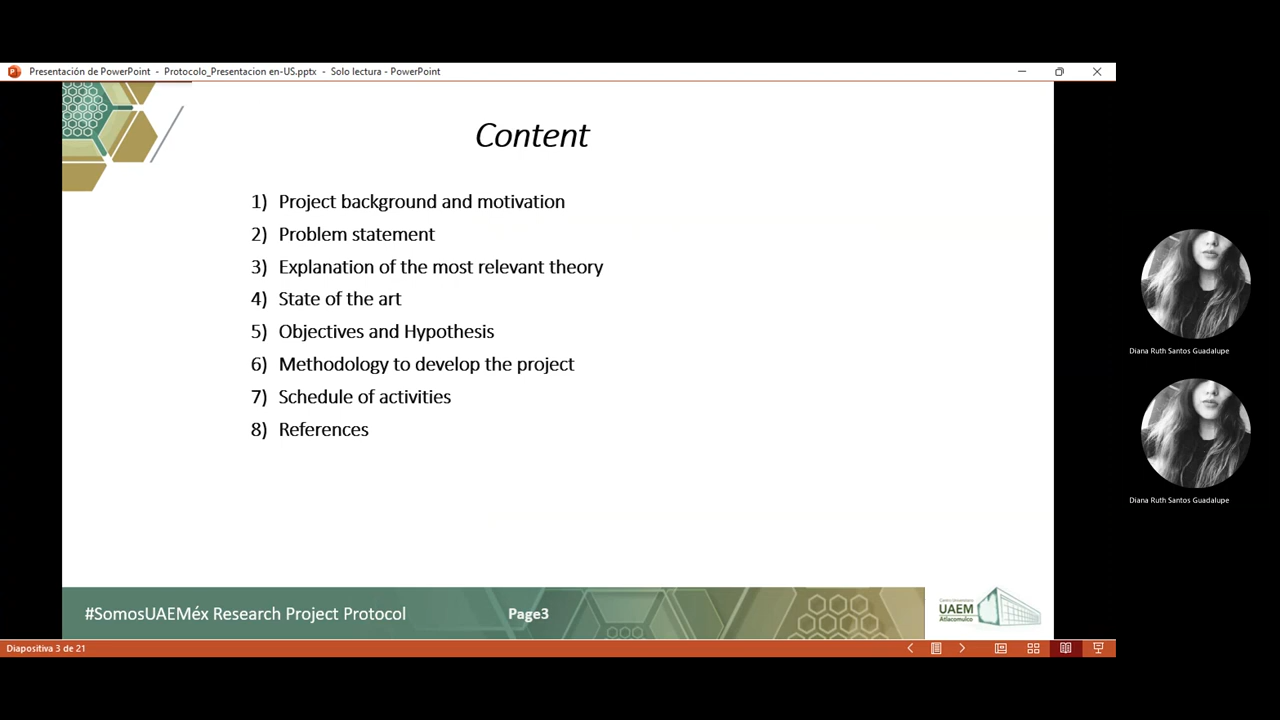 Presentación de PowerPoint - Protocolo_Presentacion en-US.pptx - Solo lectura - PowerPoint
Content
1) Project background and motivation
2) Problem statement
3) Explanation of the most relevant theory
4) State of the art
5) Objectives and Hypothesis
6) Methodology to develop the project
7) Schedule of activities
8) References
Diana Ruth Santos Guadalupe
Diana Ruth Santos Guadalupe
#SomosUAEMéx Research Project Protocol
Page3
Centro Universitario
UAEM
Atlacomulco
Diapositiva 3 de 21